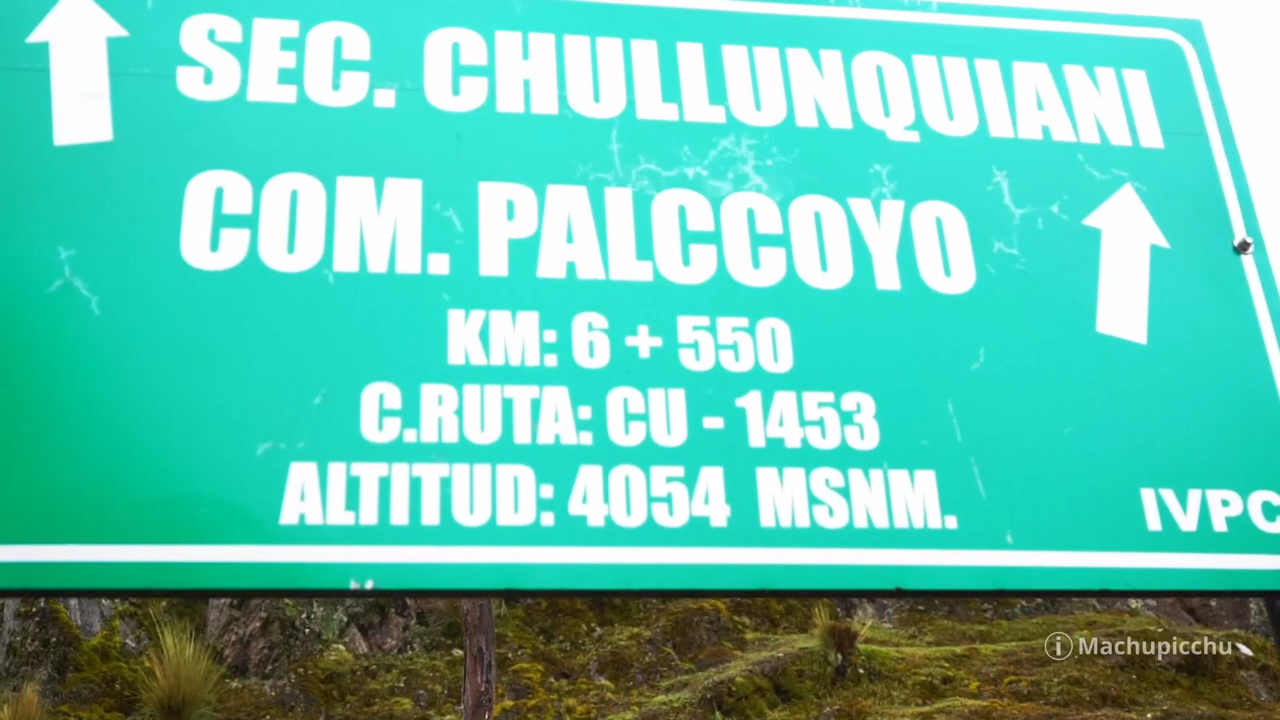 SEC. CHULLUNQUIANI
COM. PALCCOYO
KM: 6 + 550
C.RUTA: CU - 1453
ALTITUD: 4054 MSNM.
IVPC
i Machupicchu